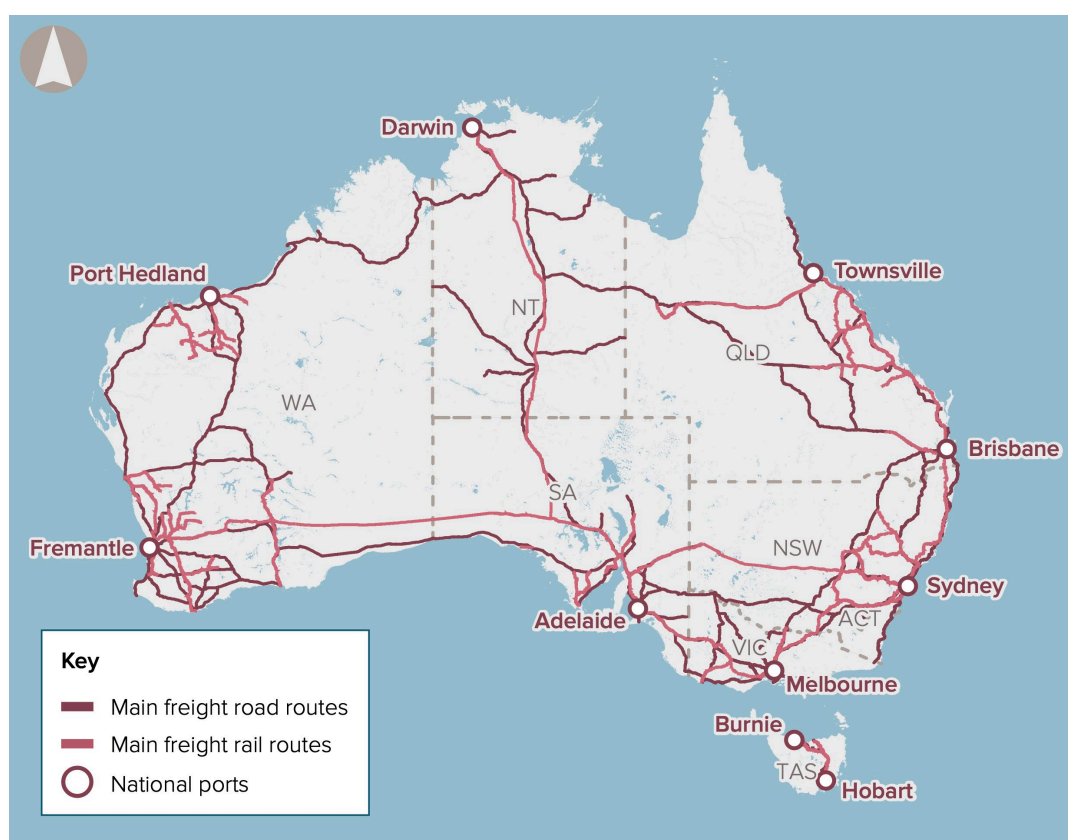 Darwin
Port Hedland
Townsville
NT
QLD
WA
Brisbane
SA
Fremantle
NSW
Sydney
Adelaide
ACT
VIC
Melbourne
Burnie
TAS
Hobart
Key
Main freight road routes
Main freight rail routes
National ports